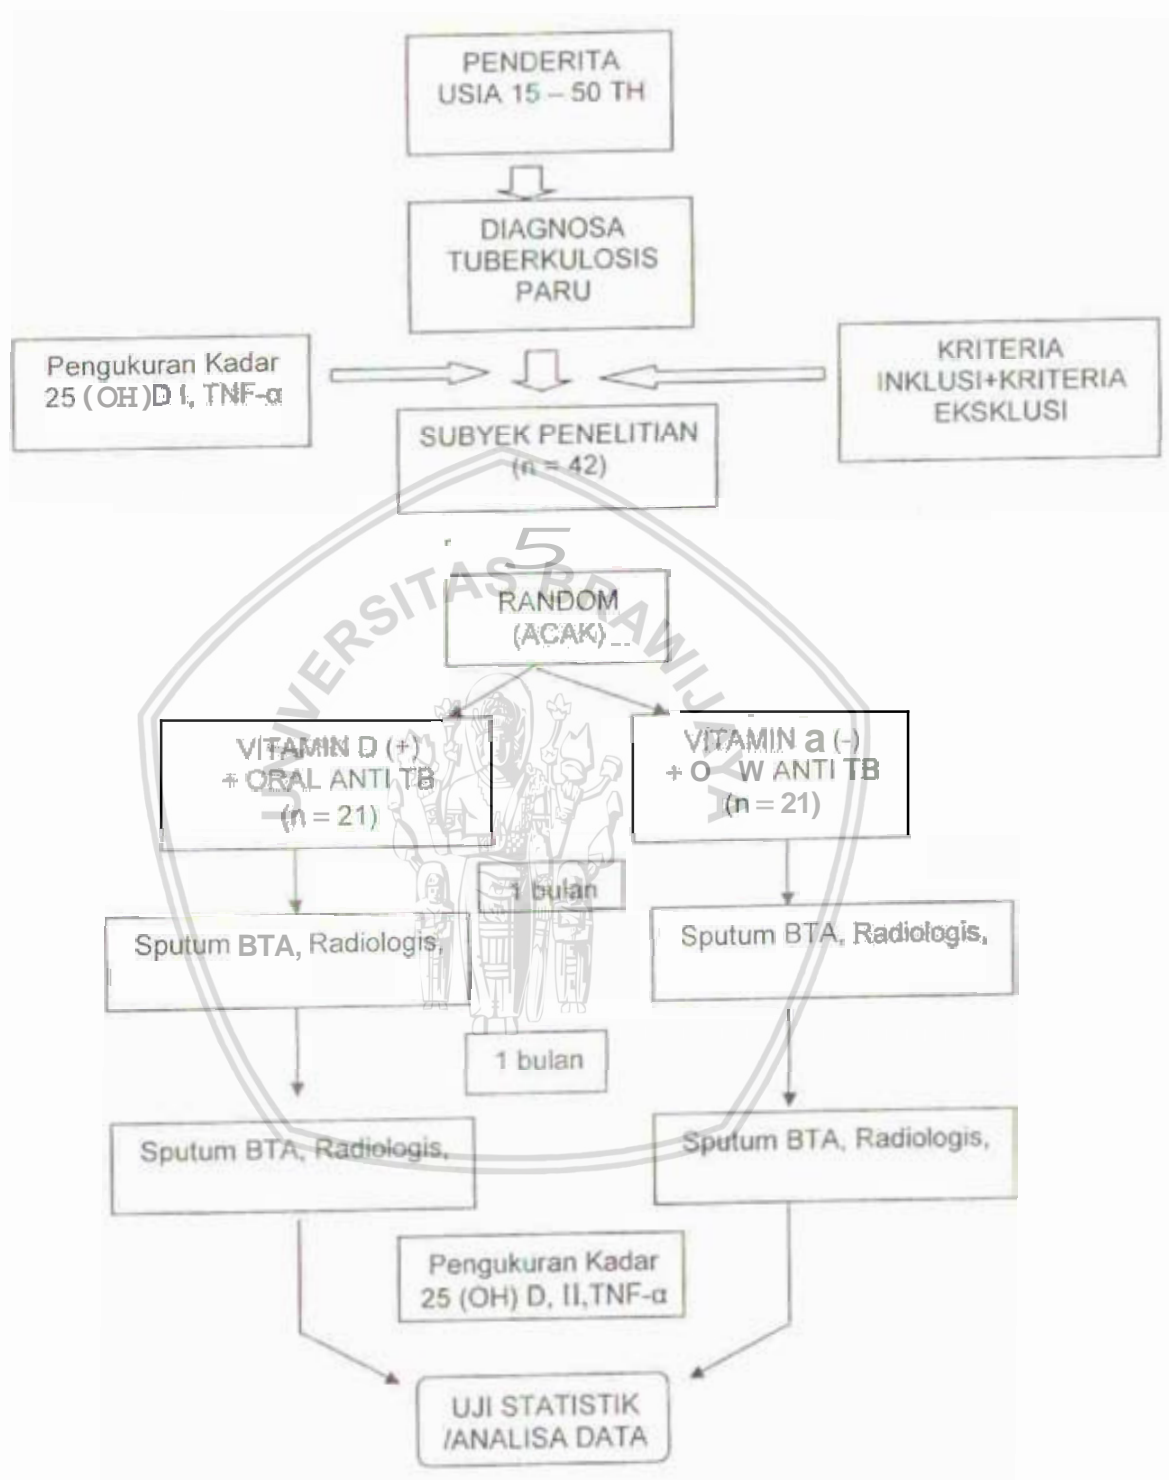 PENDERITA
USIA 15 – 50 TH
DIAGNOSA
TUBERKULOSIS
PARU
Pengukuran Kadar
25 (OH)D I, TNF-α
KRITERIA
INKLUSI+KRITERIA
EKSKLUSI
SUBYEK PENELITIAN
(n = 42)
5
UNIVERSITAS BRAWIJAYA
RANDOM
(ACAK)
VITAMIN D (+)
+ ORAL ANTI TB
(n = 21)
VITAMIN a (-)
+ O W ANTI TB
(n = 21)
1 bulan
Sputum BTA, Radiologis,
Sputum BTA, Radiologis,
1 bulan
Sputum BTA, Radiologis,
Sputum BTA, Radiologis,
Pengukuran Kadar
25 (OH) D, II,TNF-α
UJI STATISTIK
/ANALISA DATA